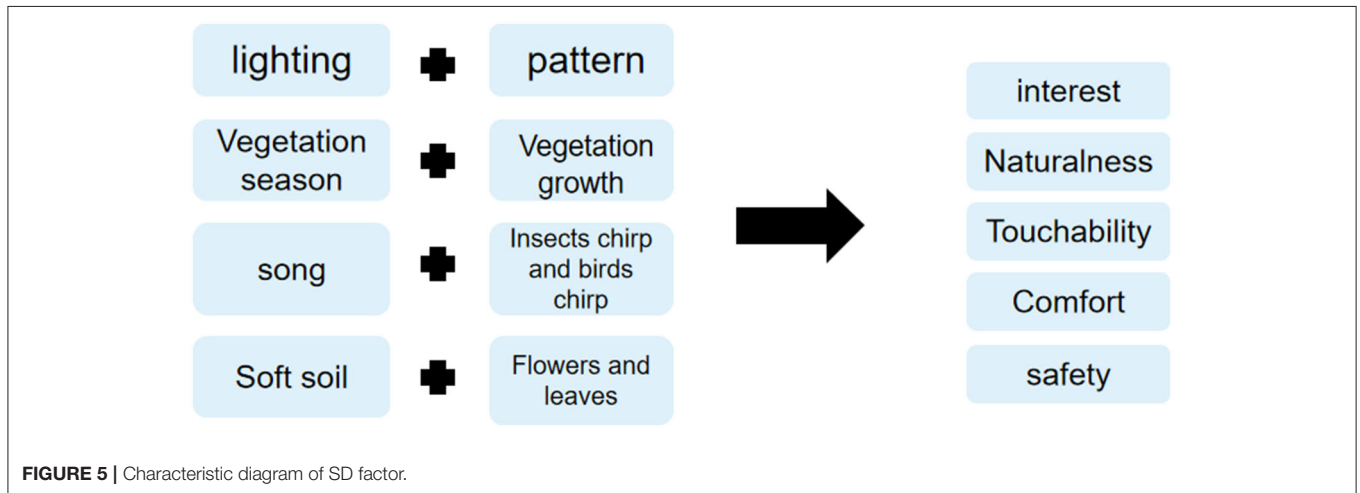 lighting
pattern
Vegetation
season
Vegetation
growth
song
Insects chirp
and birds
chirp
Soft soil
Flowers and
leaves
interest
Naturalness
Touchability
Comfort
safety
FIGURE 5 | Characteristic diagram of SD factor.